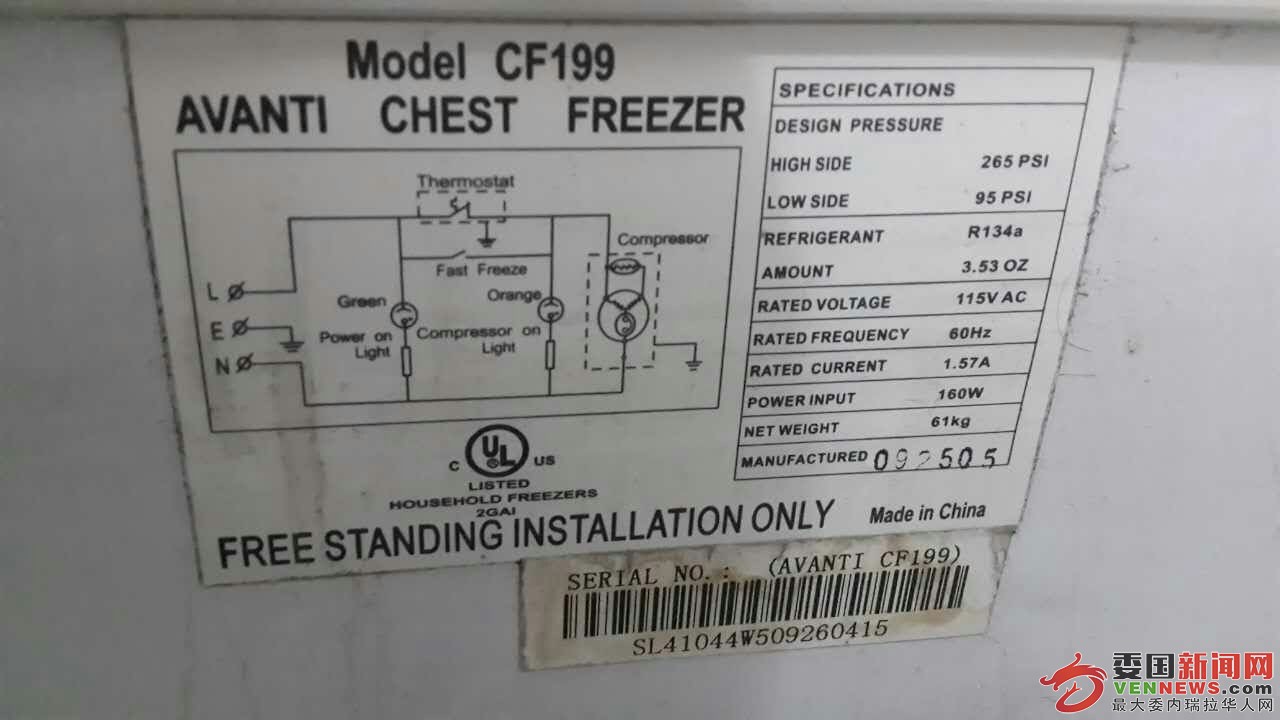 Model CF199
AVANTI CHEST FREEZER
Thermostat
Compressor
Fast Freeze
Green
Orange
Power on
Light
Compressor on
Light
L
E
N
C UL US
LISTED
HOUSEHOLD FREEZERS
2GAI
SPECIFICATIONS
DESIGN PRESSURE
HIGH SIDE 265 PSI
LOW SIDE 95 PSI
REFRIGERANT R134a
AMOUNT 3.53 OZ
RATED VOLTAGE 115V AC
RATED FREQUENCY 60Hz
RATED CURRENT 1.57A
POWER INPUT 160W
NET WEIGHT 61kg
MANUFACTURED 092505
FREE STANDING INSTALLATION ONLY Made in China
SERIAL NO.: (AVANTI CF199)
SL41044W509260415
委国新闻网
VENNEWS.com
最大委内瑞拉华人网